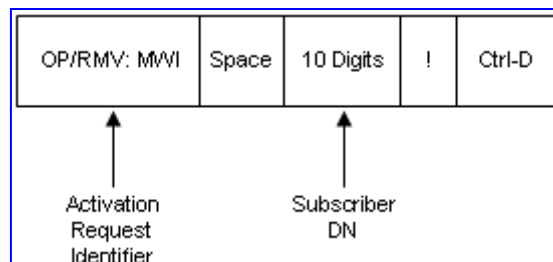 OP/RMV: MWI Space 10 Digits ! Ctrl-D
Activation
Request
Identifier
Subscriber
DN